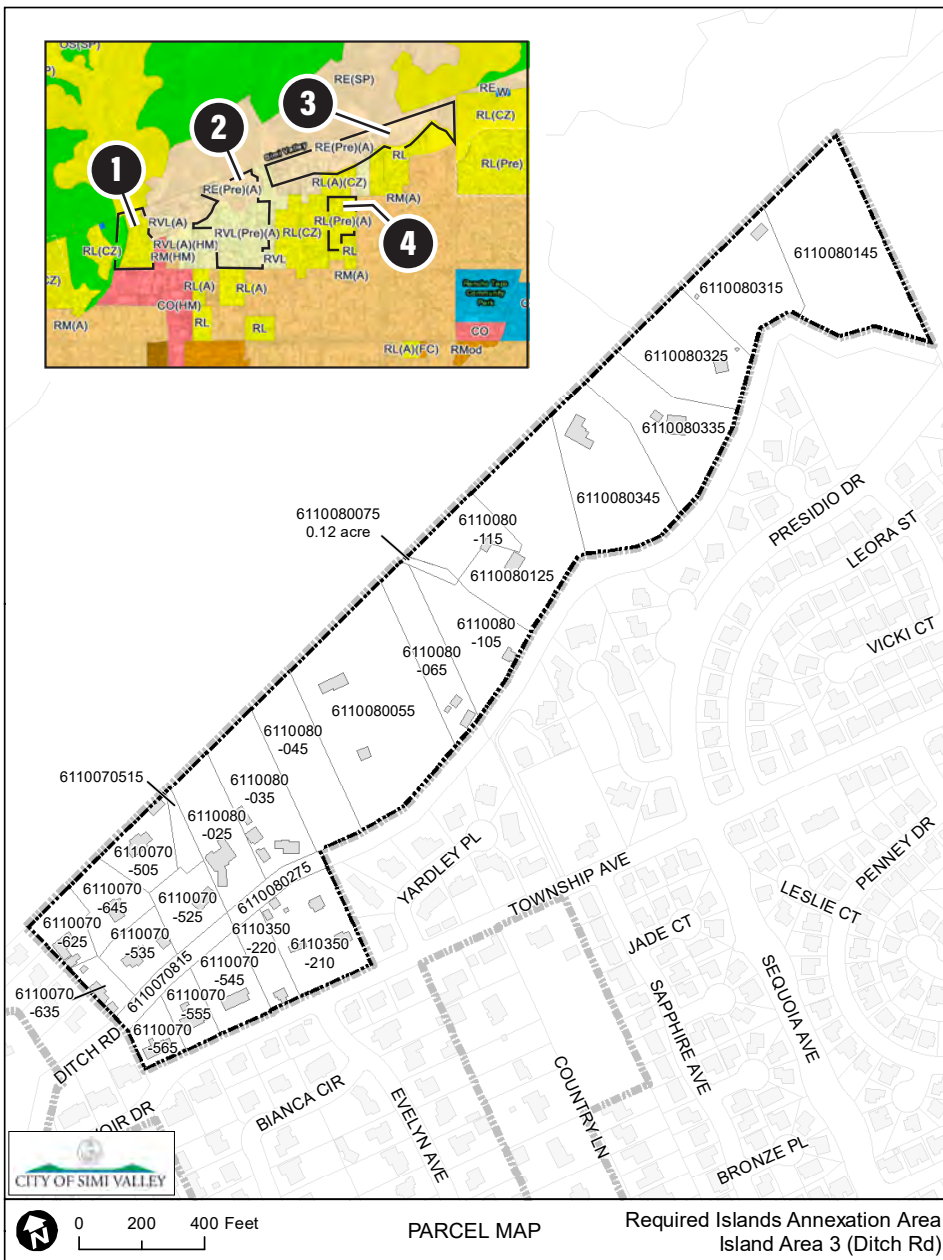 OS(SP)
RE(SP)
RE
W
RL(CZ)
RL(Pre)
3
2
1
4
Simi Valley
RE(Pre)(A)
RL
RE(Pre)(A)
RL(A)(CZ)
RM(A)
RVL(A)
RL(Pre)(A)
RVL(Pre)(A)
RL(CZ)
RL(CZ)
RVL(A)(HM)
RM(HM)
RVL
RL
RM(A)
RL(A)
RL(A)
CO(HM)
RM(A)
RL
RL
CO
RL(A)(FC)
RMod
Community
Park
6110080145
6110080315
6110080325
6110080335
6110080345
6110080075
0.12 acre
6110080
-115
6110080125
6110080
-105
6110080
-065
6110080055
6110080
-045
6110080
-035
6110080
-025
6110070515
6110070
-505
6110070
-645
6110070
-625
6110070
-525
6110070
-535
6110080275
6110350
-220
6110350
-210
6110070815
6110070
-545
6110070
-555
6110070
-635
6110070
-565
PRESIDIO DR
LEORA ST
VICKI CT
YARDLEY PL
TOWNSHIP AVE
PENNEY DR
LESLIE CT
JADE CT
SEQUOIA AVE
SAPPHIRE AVE
DITCH RD
BIANCA CIR
EVELYN AVE
COUNTRY LN
BRONZE PL
OIR DR
CITY OF SIMI VALLEY
N
0 200 400 Feet
PARCEL MAP
Required Islands Annexation Area
Island Area 3 (Ditch Rd)